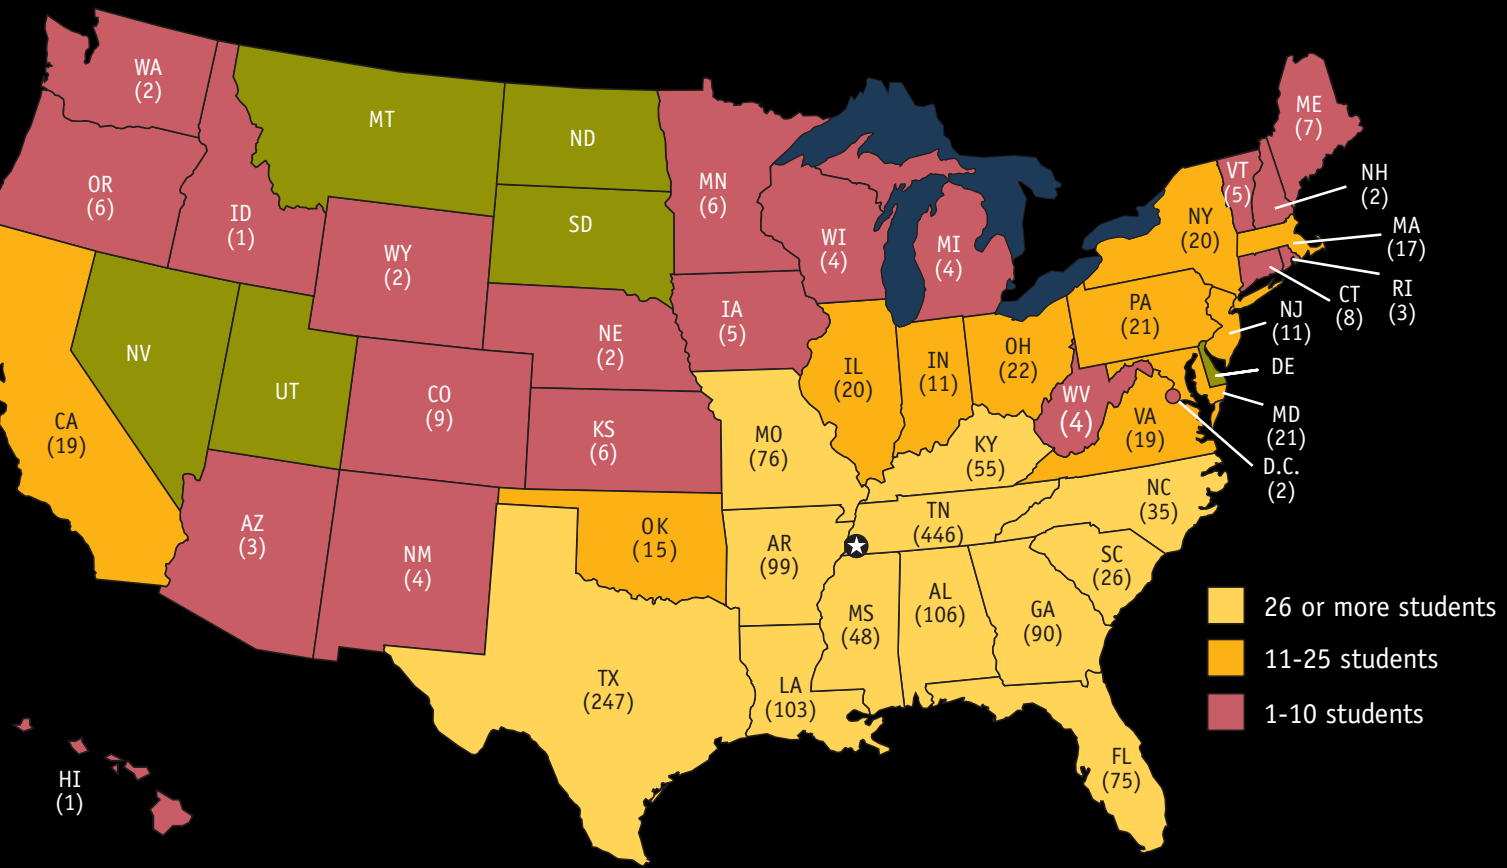 WA
(2)
MT
ND
OR
(6)
ID
(1)
MN
(6)
SD
WY
(2)
WI
(4)
MI
(4)
ME
(7)
VT
(5)
NH
(2)
NY
(20)
MA
(17)
RI
(3)
CT
(8)
NJ
(11)
PA
(21)
DE
NV
UT
NE
(2)
IA
(5)
CO
(9)
IL
(20)
IN
(11)
OH
(22)
WV
(4)
VA
(19)
MD
(21)
D.C.
(2)
CA
(19)
KS
(6)
MO
(76)
KY
(55)
NC
(35)
AZ
(3)
NM
(4)
OK
(15)
AR
(99)
TN
(446)
SC
(26)
MS
(48)
AL
(106)
GA
(90)
TX
(247)
LA
(103)
FL
(75)
HI
(1)
26 or more students
11-25 students
1-10 students